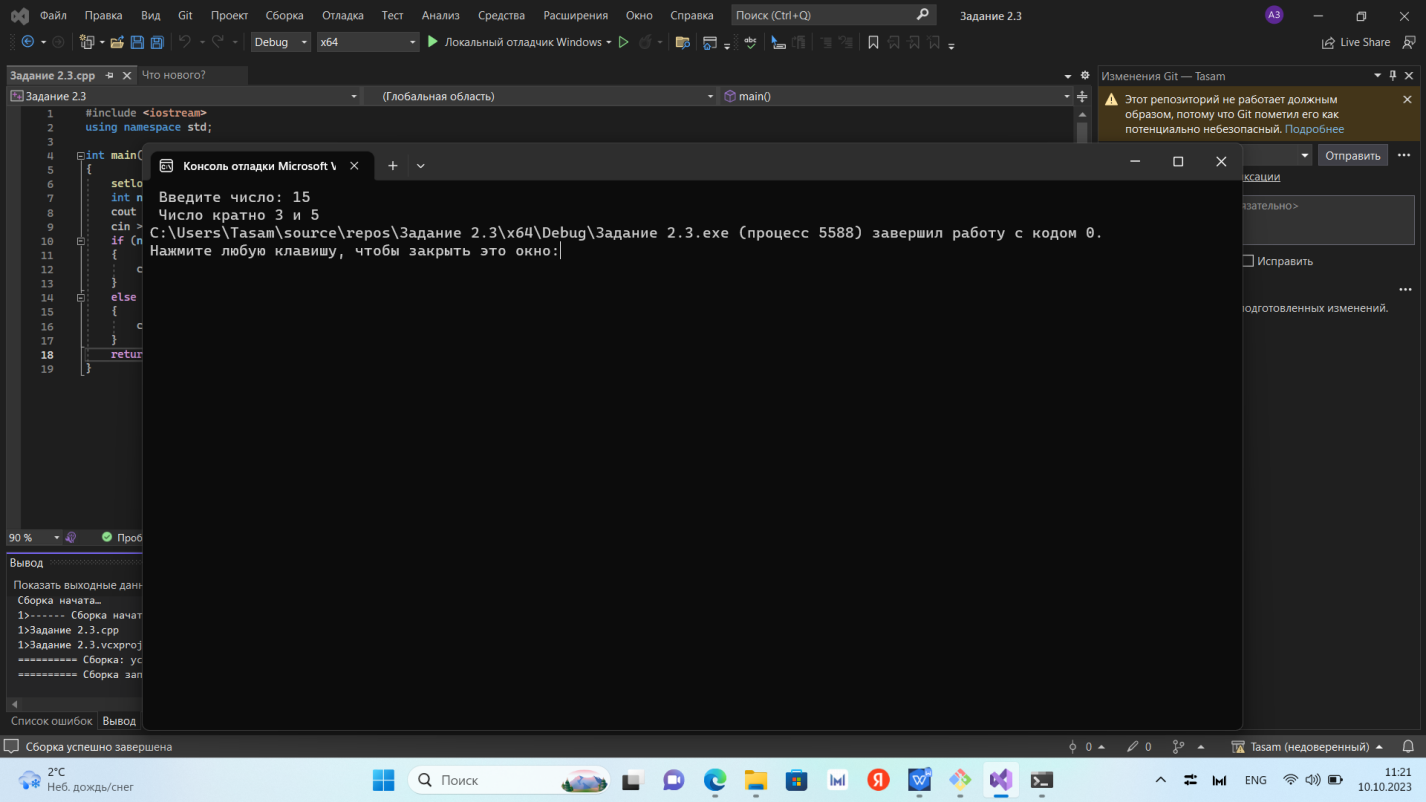 Файл Правка Вид Git Проект Сборка Отладка Тест Анализ Средства Расширения Окно Справка Поиск (Ctrl+Q) Задание 2.3 АЗ
Debug x64 Локальный отладчик Windows Live Share
Задание 2.3.cpp Что нового?
Задание 2.3 (Глобальная область) main()
1 #include <iostream>
2 using namespace std;
3
4 int main(
5 {
6 setlo
7 int n
8 cout
9 cin >
10 if (n
11 {
12 c
13 }
14 else
15 {
16 c
17 }
18 retur
19 }
Консоль отладки Microsoft V
Введите число: 15
Число кратно 3 и 5
C:\Users\Tasam\source\repos\Задание 2.3\x64\Debug\Задание 2.3.exe (процесс 5588) завершил работу с кодом 0.
Нажмите любую клавишу, чтобы закрыть это окно:
Изменения Git — Tasam
Этот репозиторий не работает должным
образом, потому что Git пометил его как
потенциально небезопасный. Подробнее
Отправить
ксации
язательно>
Исправить
одготовленных изменений.
90 % Проб
Вывод
Показать выходные данн
Сборка начата…
1>------ Сборка начат
1>Задание 2.3.cpp
1>Задание 2.3.vcxproj
========== Сборка: ус
========== Сборка зап
Список ошибок Вывод
Сборка успешно завершена 0 0 Tasam (недоверенный)
2°C
Неб. дождь/снег
Поиск
ENG
11:21
10.10.2023